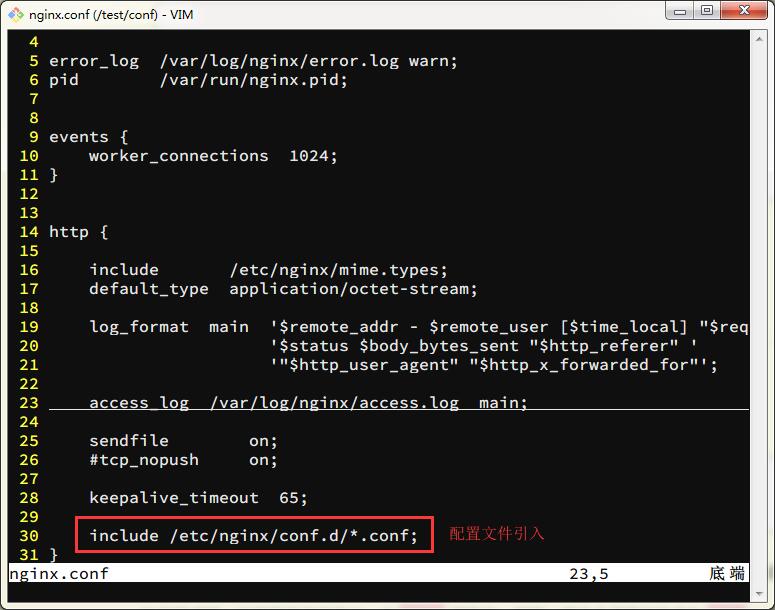 nginx.conf (/test/conf) - VIM
4
5 error_log  /var/log/nginx/error.log warn;
6 pid        /var/run/nginx.pid;
7
8
9 events {
10     worker_connections  1024;
11 }
12
13
14 http {
15
16     include       /etc/nginx/mime.types;
17     default_type  application/octet-stream;
18
19     log_format  main  '$remote_addr - $remote_user [$time_local] "$req
20                       '$status $body_bytes_sent "$http_referer" '
21                       '"$http_user_agent" "$http_x_forwarded_for"';
22
23     access_log  /var/log/nginx/access.log  main;
24
25     sendfile        on;
26     #tcp_nopush     on;
27
28     keepalive_timeout  65;
29
30     include /etc/nginx/conf.d/*.conf; 配置文件引入
31 }
nginx.conf 23,5 底端